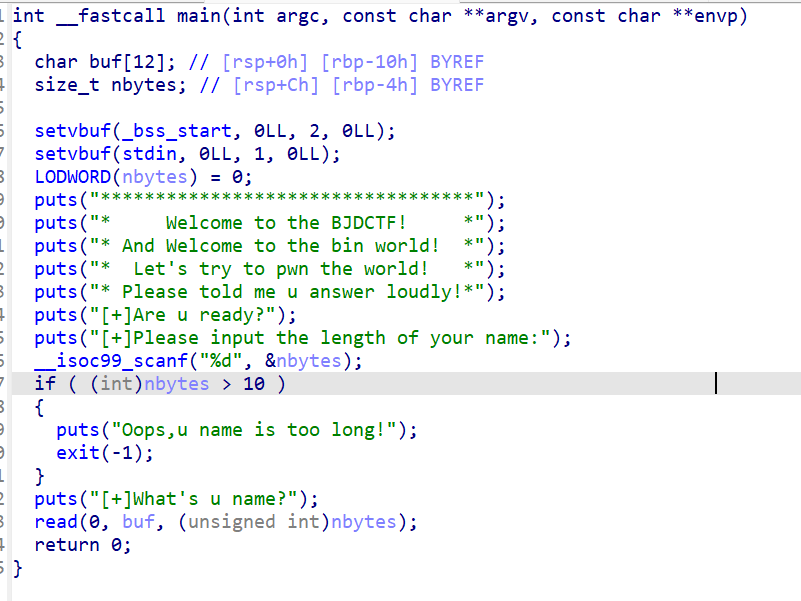 1 int __fastcall main(int argc, const char **argv, const char **envp)
2 {
3   char buf[12]; // [rsp+0h] [rbp-10h] BYREF
4   size_t nbytes; // [rsp+Ch] [rbp-4h] BYREF
5
6   setvbuf(_bss_start, 0LL, 2, 0LL);
7   setvbuf(stdin, 0LL, 1, 0LL);
8   LODWORD(nbytes) = 0;
9   puts("**********************************");
0   puts("*     Welcome to the BJDCTF!     *");
1   puts("* And Welcome to the bin world!  *");
2   puts("*  Let's try to pwn the world!   *");
3   puts("* Please told me u answer loudly!*");
4   puts("[+]Are u ready?");
5   puts("[+]Please input the length of your name:");
6   __isoc99_scanf("%d", &nbytes);
7   if ( (int)nbytes > 10 )
8   {
9     puts("Oops,u name is too long!");
0     exit(-1);
1   }
2   puts("[+]What's u name?");
3   read(0, buf, (unsigned int)nbytes);
4   return 0;
5 }